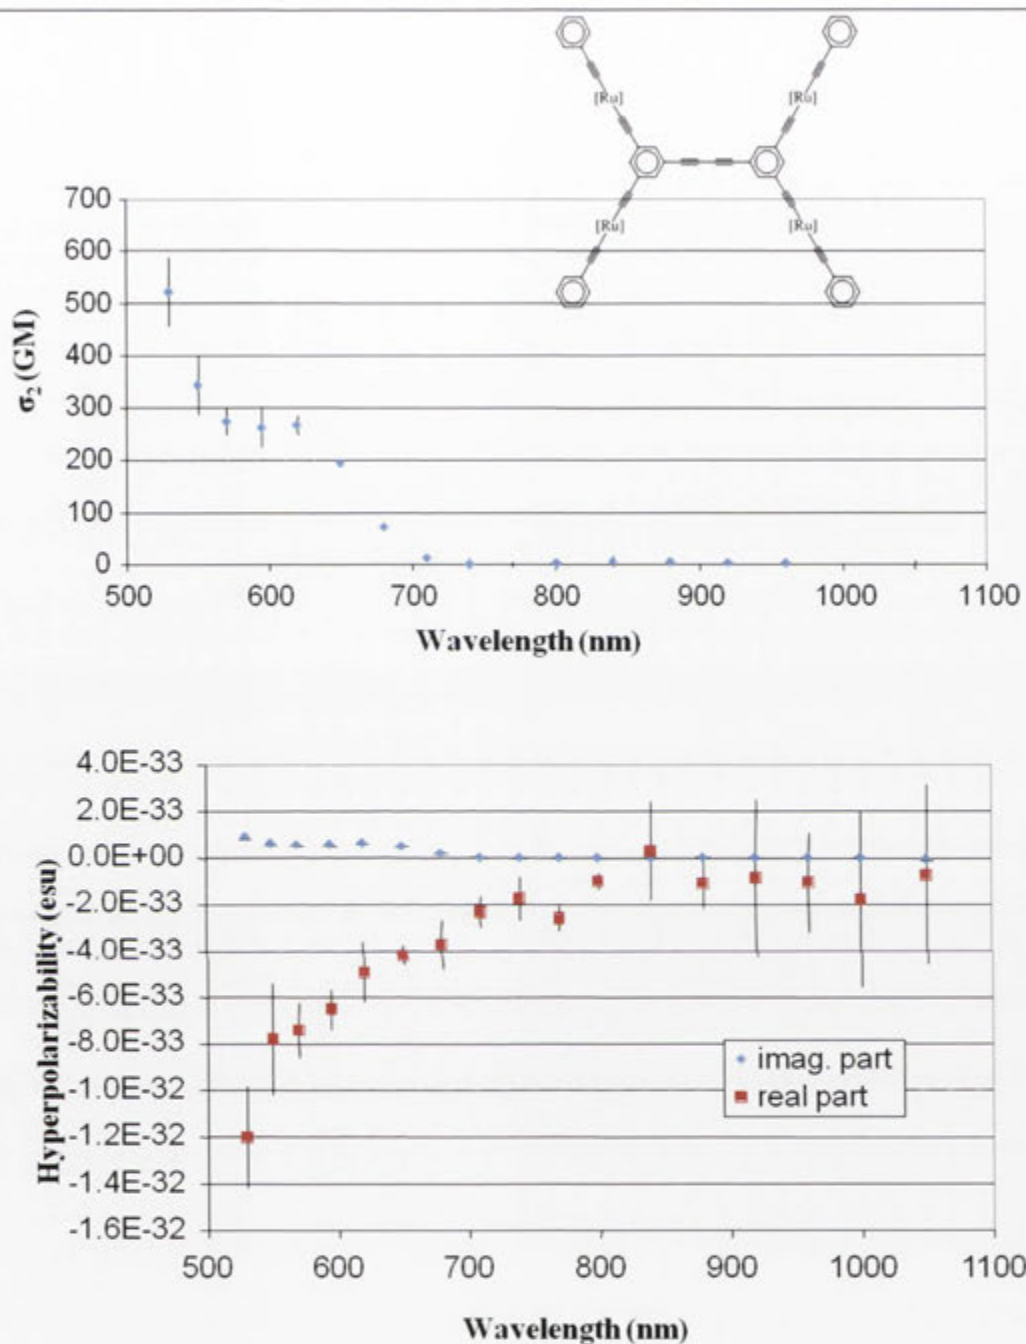 [Ru] [Ru]
[Ru] [Ru]
700
600
500
400
300
200
100
0
σ₂ (GM)
500 600 700 800 900 1000 1100
Wavelength (nm)
4.0E-33
2.0E-33
0.0E+00
-2.0E-33
-4.0E-33
-6.0E-33
-8.0E-33
-1.0E-32
-1.2E-32
-1.4E-32
-1.6E-32
Hyperpolarizability (esu)
imag. part
real part
500 600 700 800 900 1000 1100
Wavelength (nm)